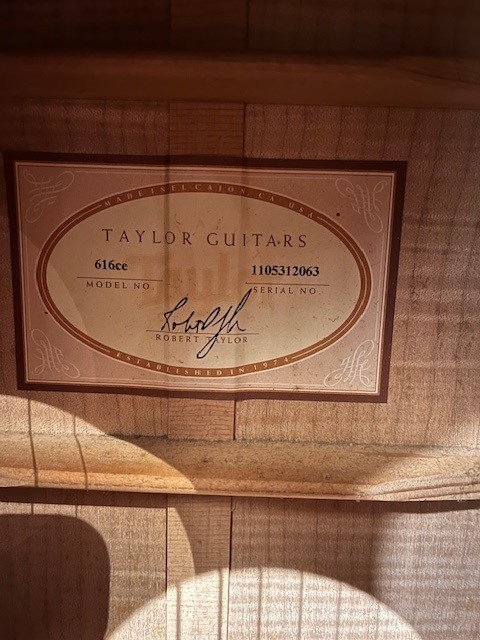 MADE IN EL CAJON, CA USA
TAYLOR GUITARS
616ce
MODEL NO
1105312063
SERIAL NO
ROBERT TAYLOR
ESTABLISHED IN 1974